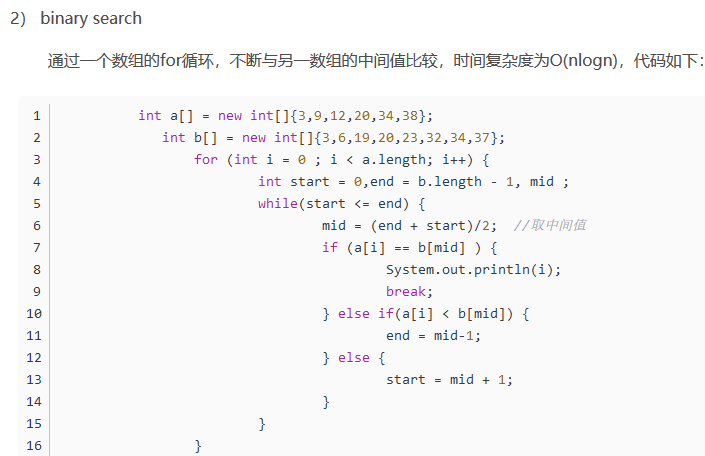 2） binary search
通过一个数组的for循环，不断与另一数组的中间值比较，时间复杂度为O(nlogn)，代码如下：
1 int a[] = new int[]{3,9,12,20,34,38};
2 int b[] = new int[]{3,6,19,20,23,32,34,37};
3 for (int i = 0 ; i < a.length; i++) {
4 int start = 0,end = b.length - 1, mid ;
5 while(start <= end) {
6 mid = (end + start)/2;  //取中间值
7 if (a[i] == b[mid] ) {
8 System.out.println(i);
9 break;
10 } else if(a[i] < b[mid]) {
11 end = mid-1;
12 } else {
13 start = mid + 1;
14 }
15 }
16 }